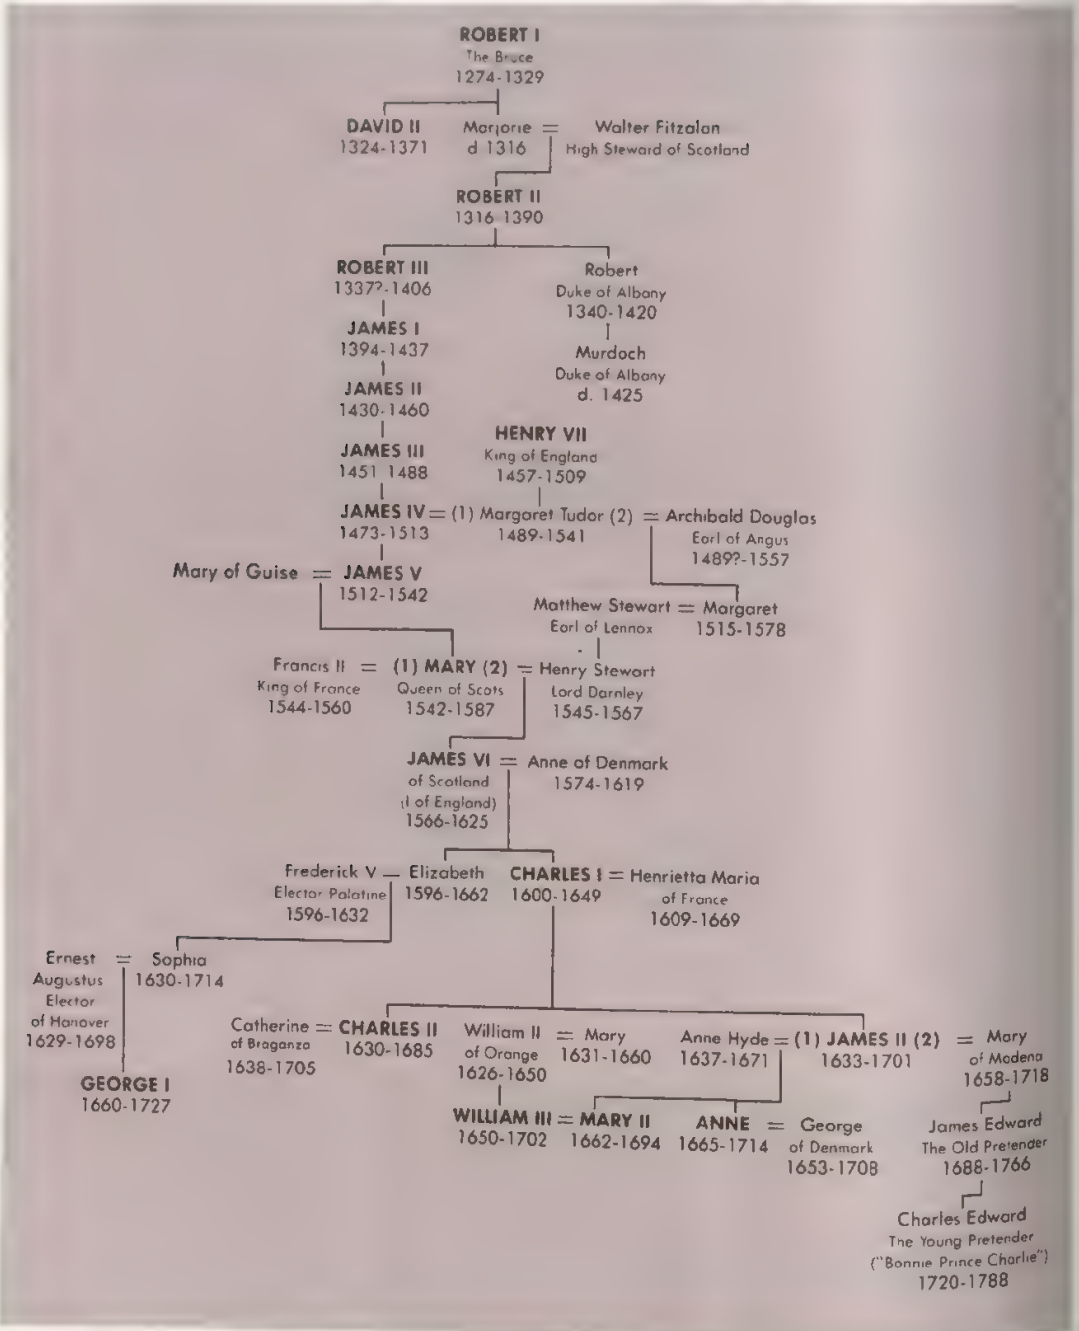 ROBERT I
The Bruce
1274-1329
DAVID II
1324-1371
Marjorie =
d 1316
Walter Fitzalan
High Steward of Scotland
ROBERT II
1316 1390
ROBERT III
1337?-1406
Robert
Duke of Albany
1340-1420
JAMES I
1394-1437
Murdoch
Duke of Albany
d. 1425
JAMES II
1430-1460
JAMES III
1451 1488
HENRY VII
King of England
1457-1509
JAMES IV = (1) Margaret Tudor (2) = Archibald Douglas
1473-1513
1489-1541
Earl of Angus
1489?-1557
Mary of Guise = JAMES V
1512-1542
Matthew Stewart = Margaret
Earl of Lennox
1515-1578
Francis II = (1) MARY (2) = Henry Stewart
King of France
1544-1560
Queen of Scots
1542-1587
Lord Darnley
1545-1567
JAMES VI = Anne of Denmark
of Scotland
(I of England)
1566-1625
1574-1619
Frederick V = Elizabeth
Elector Palatine
1596-1632
1596-1662
CHARLES I = Henrietta Maria
1600-1649
of France
1609-1669
Ernest = Sophia
Augustus
Elector
of Hanover
1629-1698
1630-1714
GEORGE I
1660-1727
Catherine = CHARLES II
of Braganza
1638-1705
1630-1685
William II = Mary
of Orange
1626-1650
1631-1660
Anne Hyde = (1) JAMES II (2) = Mary
1637-1671
1633-1701
of Modena
1658-1718
WILLIAM III = MARY II
1650-1702
1662-1694
ANNE = George
1665-1714
of Denmark
1653-1708
James Edward
The Old Pretender
1688-1766
Charles Edward
The Young Pretender
("Bonnie Prince Charlie")
1720-1788